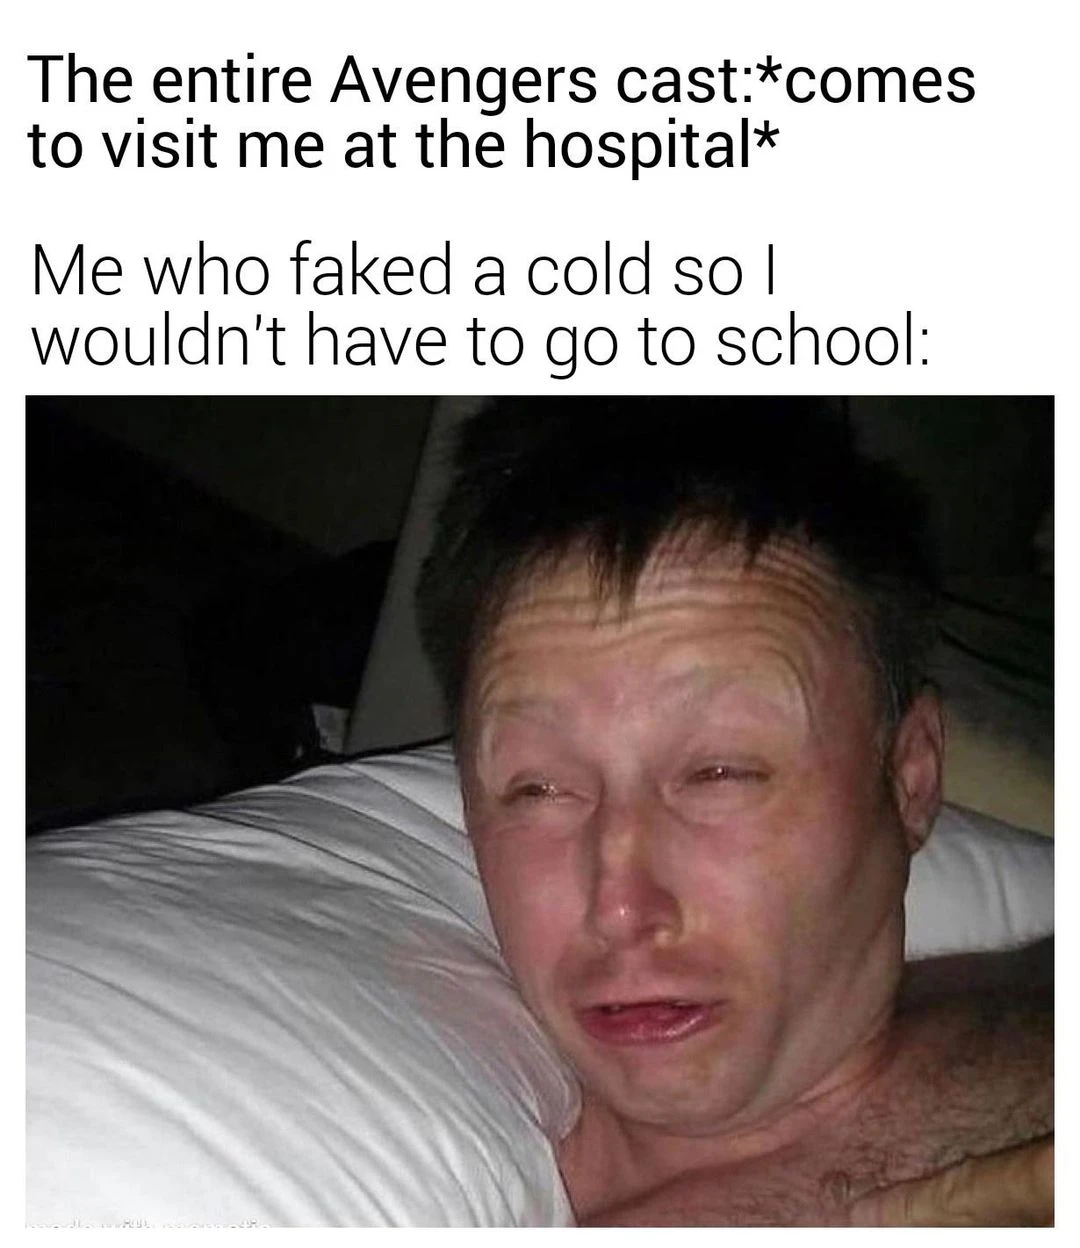 The entire Avengers cast:*comes
to visit me at the hospital*
Me who faked a cold so I
wouldn't have to go to school: